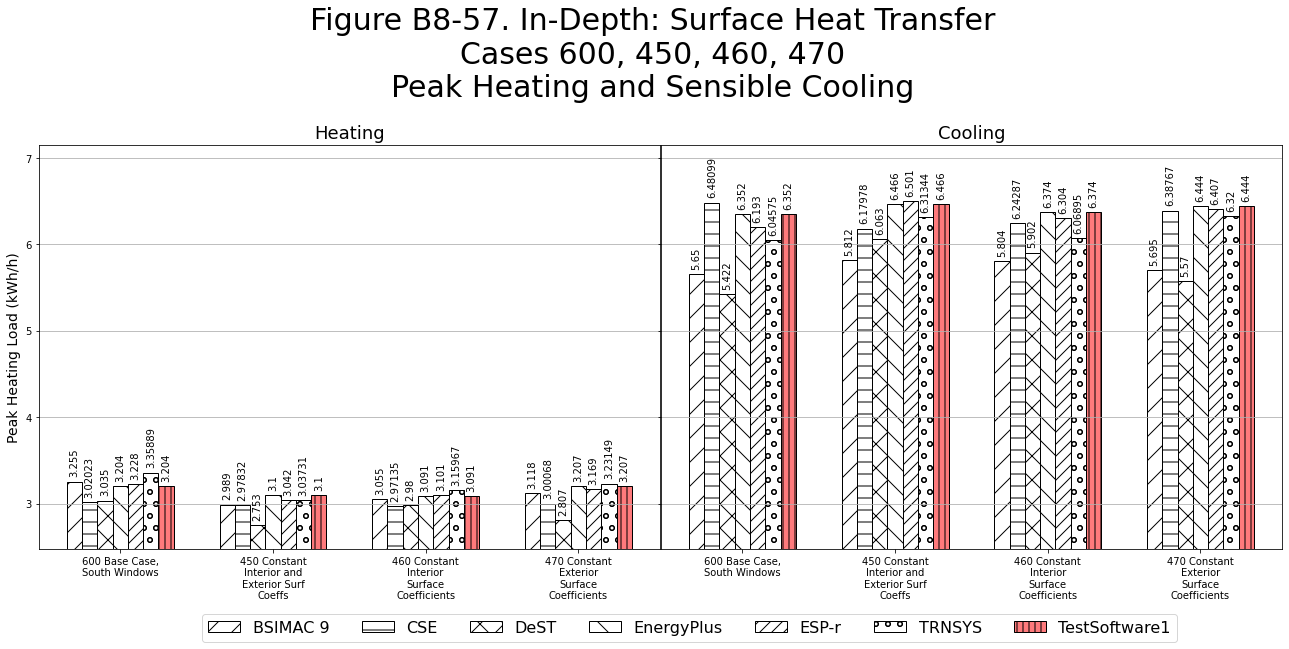 Figure B8-57. In-Depth: Surface Heat Transfer
Cases 600, 450, 460, 470
Peak Heating and Sensible Cooling
Heating
Cooling
Peak Heating Load (kWh/h)
7
6
5
4
3
3.255
3.02023
3.035
3.204
3.228
3.35889
3.204
2.989
2.97832
2.753
3.1
3.042
3.03731
3.1
3.055
2.97135
2.98
3.091
3.101
3.15967
3.091
3.118
3.00068
2.807
3.207
3.169
3.23149
3.207
5.65
6.48099
5.422
6.352
6.193
6.04575
6.352
5.812
6.17978
6.063
6.466
6.501
6.31344
6.466
5.804
6.24287
5.902
6.374
6.304
6.06895
6.374
5.695
6.38767
5.57
6.444
6.407
6.32
6.444
600 Base Case,
South Windows
450 Constant
Interior and
Exterior Surf
Coeffs
460 Constant
Interior
Surface
Coefficients
470 Constant
Exterior
Surface
Coefficients
600 Base Case,
South Windows
450 Constant
Interior and
Exterior Surf
Coeffs
460 Constant
Interior
Surface
Coefficients
470 Constant
Exterior
Surface
Coefficients
BSIMAC 9 CSE DeST EnergyPlus ESP-r TRNSYS TestSoftware1